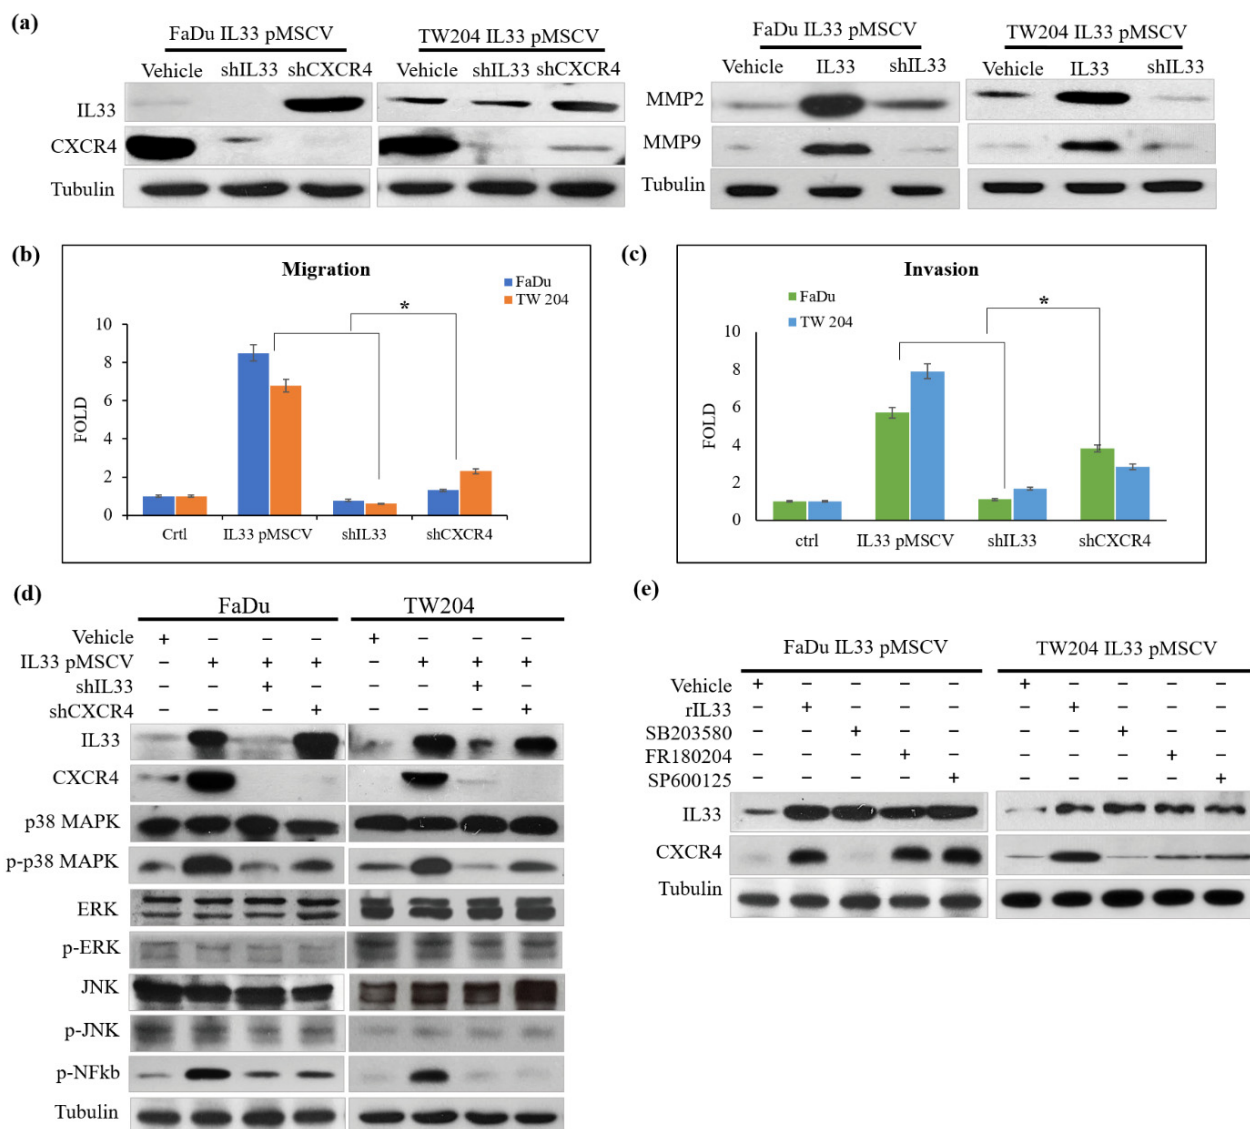 (a)
FaDu IL33 pMSCV
TW204 IL33 pMSCV
Vehicle shIL33 shCXCR4
Vehicle shIL33 shCXCR4
IL33
CXCR4
Tubulin
FaDu IL33 pMSCV
TW204 IL33 pMSCV
Vehicle IL33 shIL33
Vehicle IL33 shIL33
MMP2
MMP9
Tubulin
(b)
Migration
FaDu
TW 204
*
FOLD
10
8
6
4
2
0
Crtl IL33 pMSCV shIL33 shCXCR4
(c)
Invasion
FaDu
TW 204
*
FOLD
10
8
6
4
2
0
ctrl IL33 pMSCV shIL33 shCXCR4
(d)
FaDu TW204
Vehicle + − − − + − − −
IL33 pMSCV − + + + − + + +
shIL33 − − + − − − + −
shCXCR4 − − − + − − − +
IL33
CXCR4
p38 MAPK
p-p38 MAPK
ERK
p-ERK
JNK
p-JNK
p-NFkb
Tubulin
(e)
FaDu IL33 pMSCV TW204 IL33 pMSCV
Vehicle + − − − − + − − − −
rIL33 − + − − − − + − − −
SB203580 − − + − − − − + − −
FR180204 − − − + − − − − + −
SP600125 − − − − + − − − − +
IL33
CXCR4
Tubulin